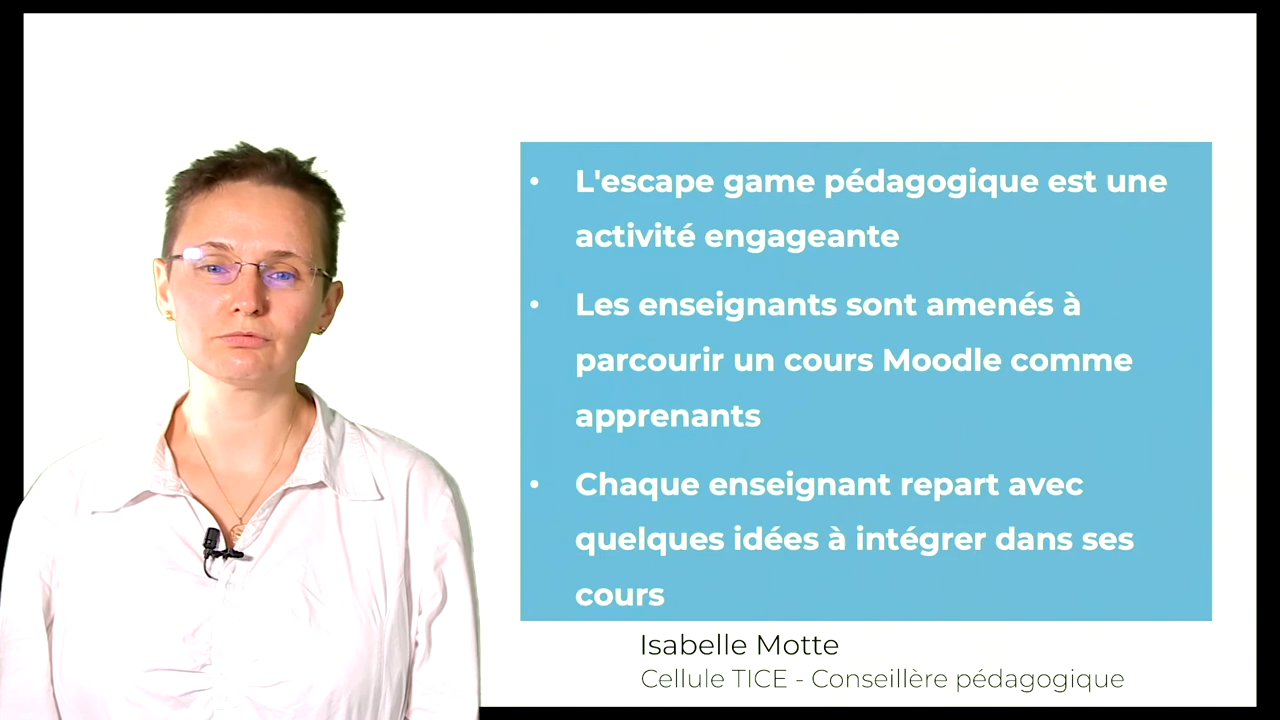 • L'escape game pédagogique est une
activité engageante
• Les enseignants sont amenés à
parcourir un cours Moodle comme
apprenants
• Chaque enseignant repart avec
quelques idées à intégrer dans ses
cours
Isabelle Motte
Cellule TICE - Conseillère pédagogique